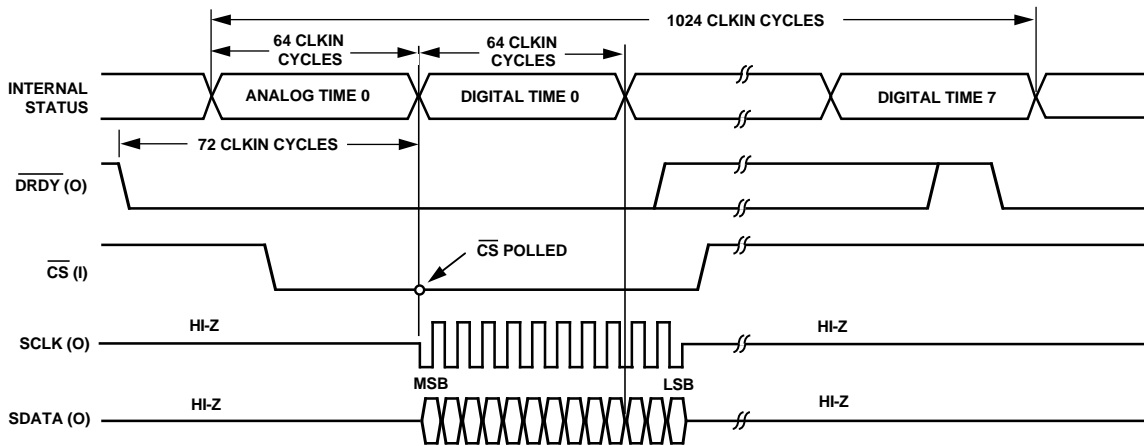 1024 CLKIN CYCLES
64 CLKIN
CYCLES
64 CLKIN
CYCLES
INTERNAL
STATUS
ANALOG TIME 0
DIGITAL TIME 0
DIGITAL TIME 7
72 CLKIN CYCLES
DRDY (O)
CS (I)
CS POLLED
SCLK (O)
HI-Z
HI-Z
MSB
LSB
SDATA (O)
HI-Z
HI-Z